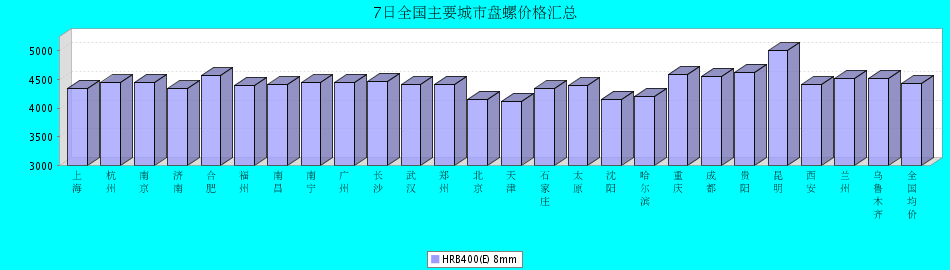 7日全国主要城市盘螺价格汇总
5000
4500
4000
3500
3000
上海
杭州
南京
济南
合肥
福州
南昌
南宁
广州
长沙
武汉
郑州
北京
天津
石家庄
太原
沈阳
哈尔滨
重庆
成都
贵阳
昆明
西安
兰州
乌鲁木齐
全国均价
HRB400(E) 8mm